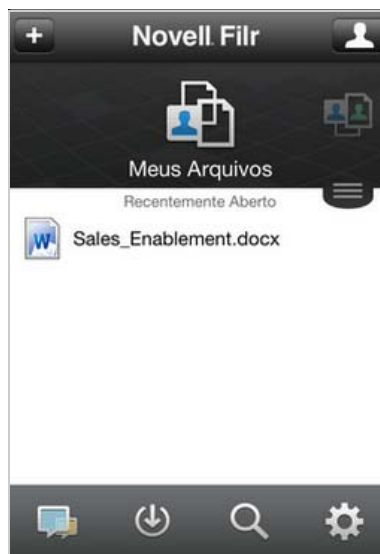 Novell Filr
Meus Arquivos
Recentemente Aberto
Sales_Enablement.docx